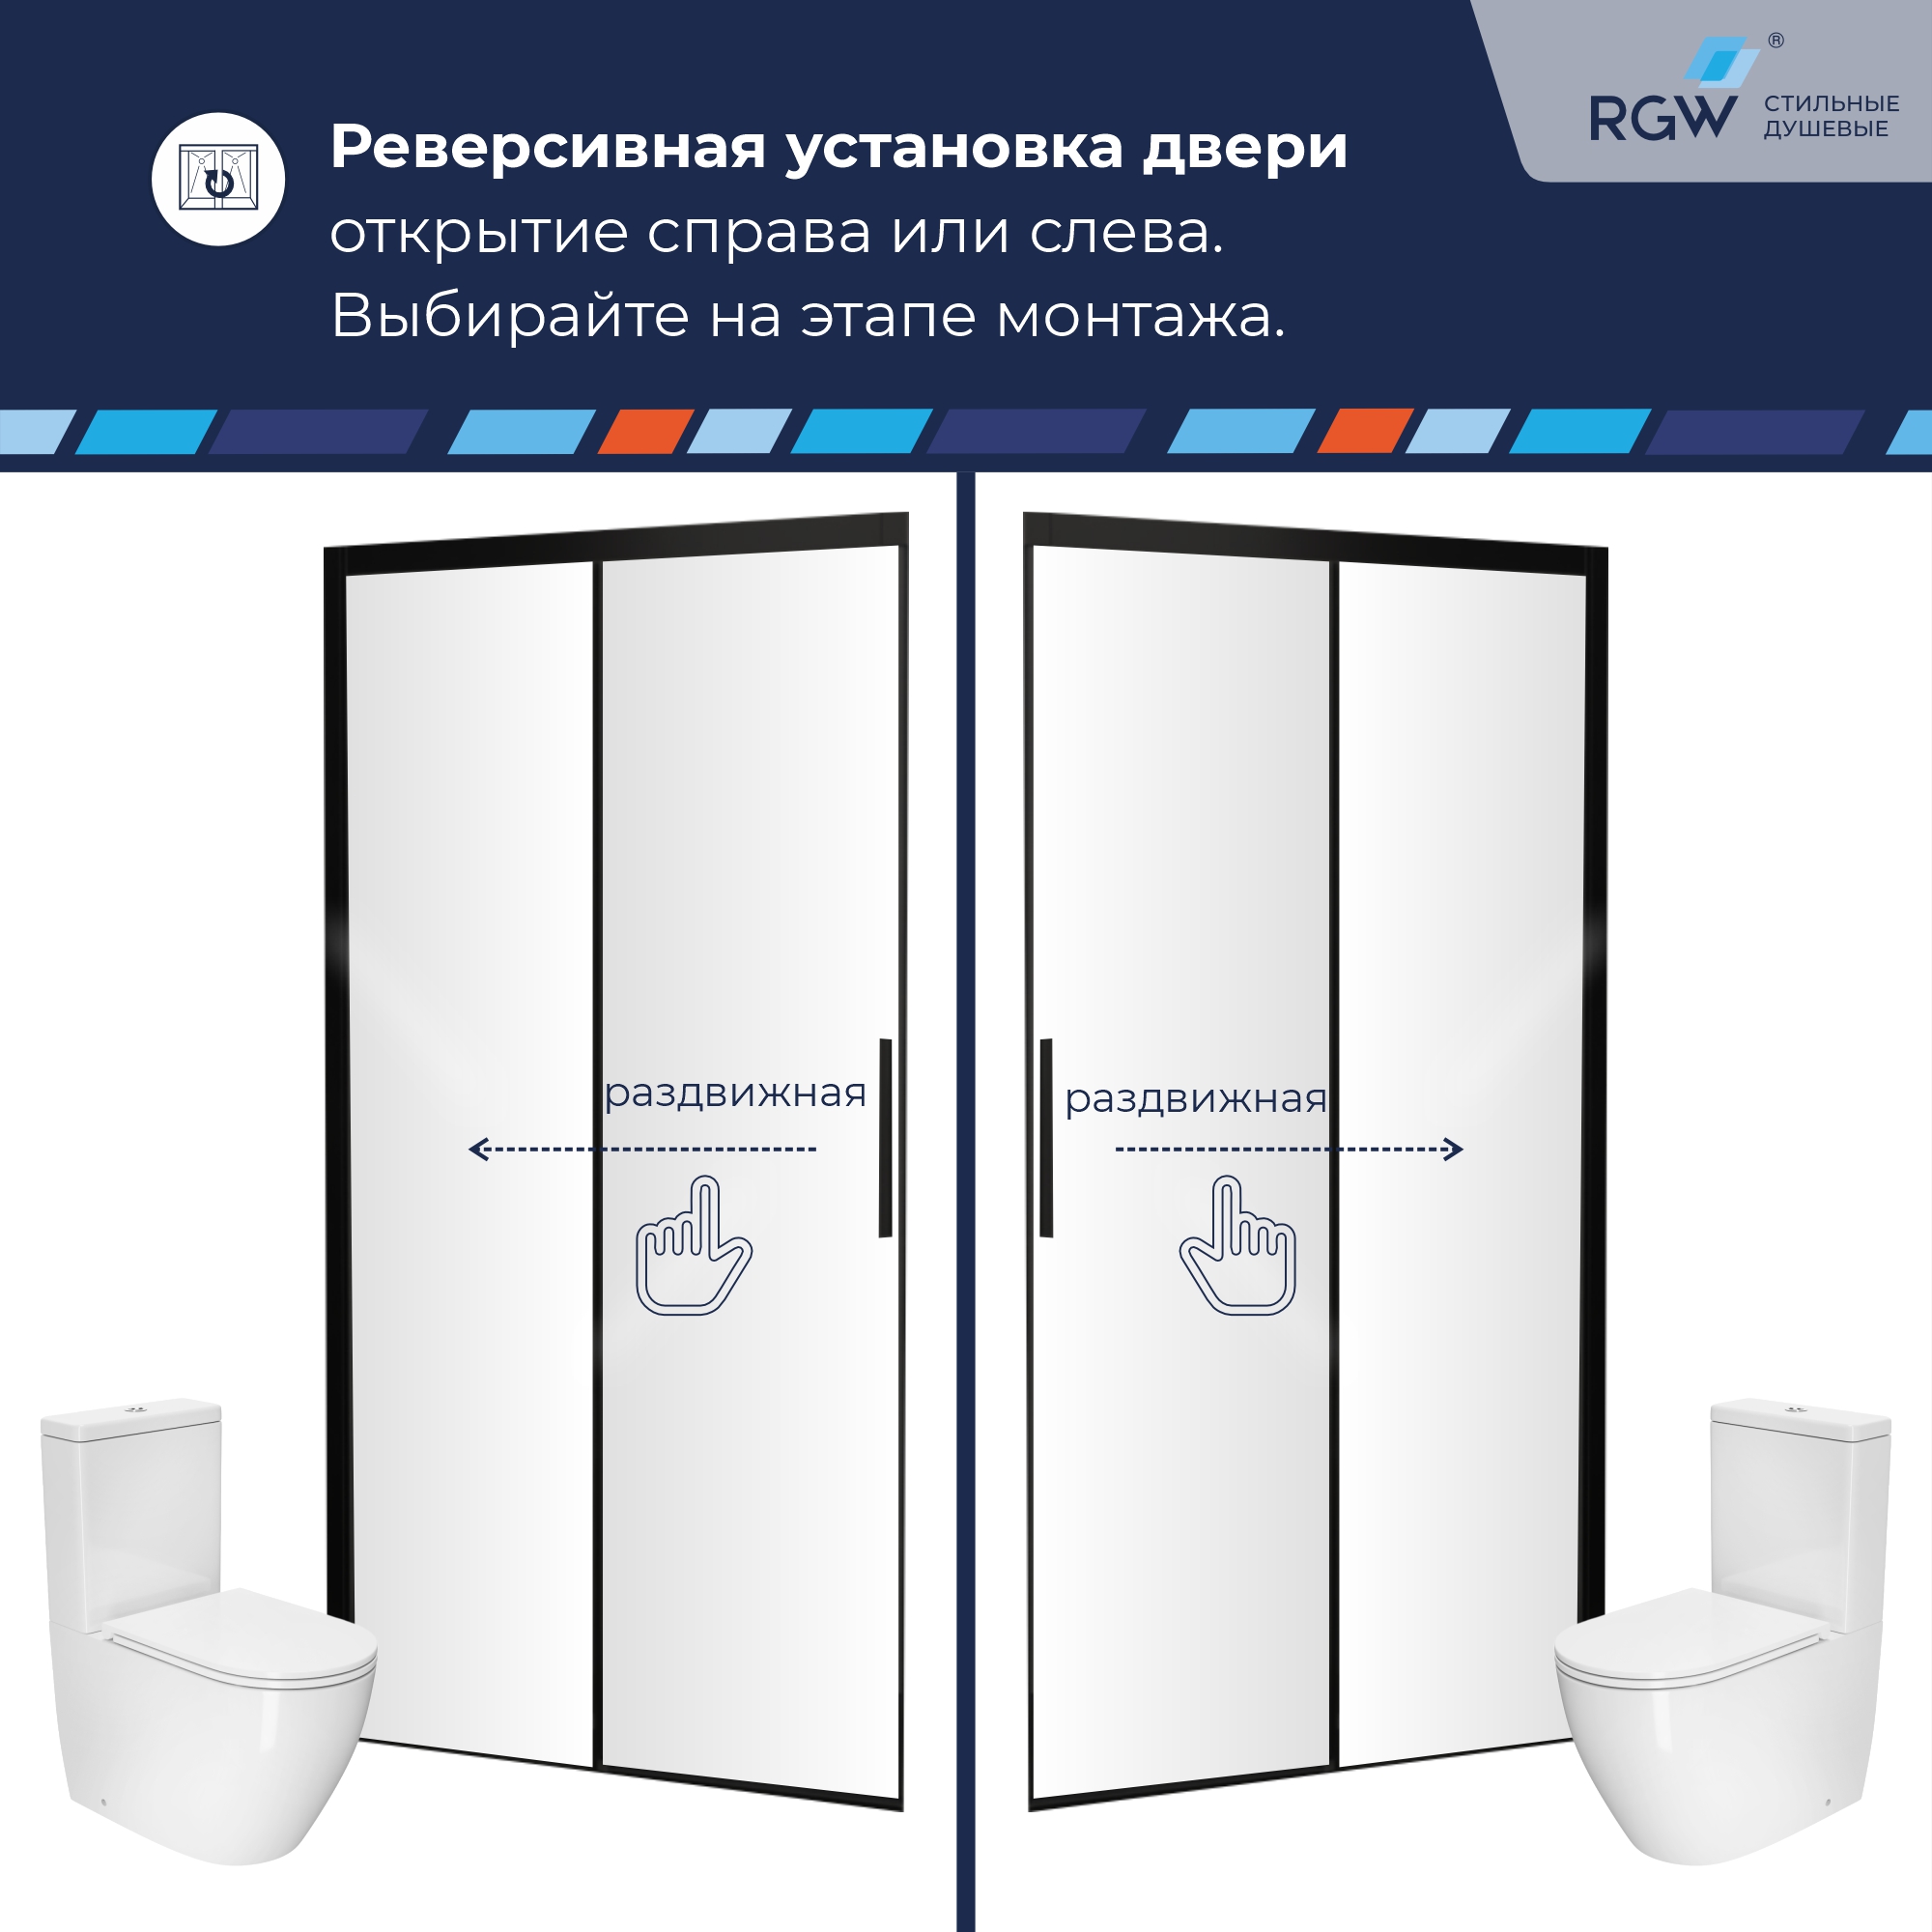 RGW®
СТИЛЬНЫЕ
ДУШЕВЫЕ
Реверсивная установка двери
открытие справа или слева.
Выбирайте на этапе монтажа.
раздвижная
раздвижная